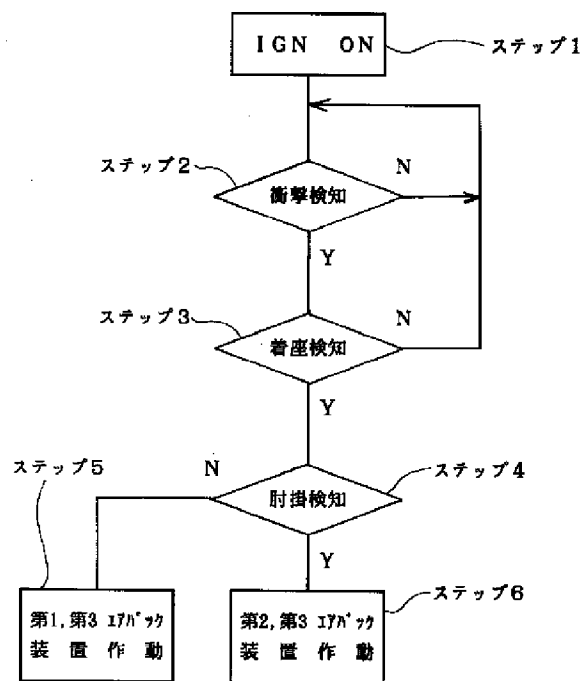 IGN ON
ステップ1
ステップ2
N
衝撃検知
Y
ステップ3
N
着座検知
Y
ステップ5
N
ステップ4
肘掛検知
Y
ステップ6
第1,第3 ｴｱﾊﾞｯｸ
装置作動
第2,第3 ｴｱﾊﾞｯｸ
装置作動